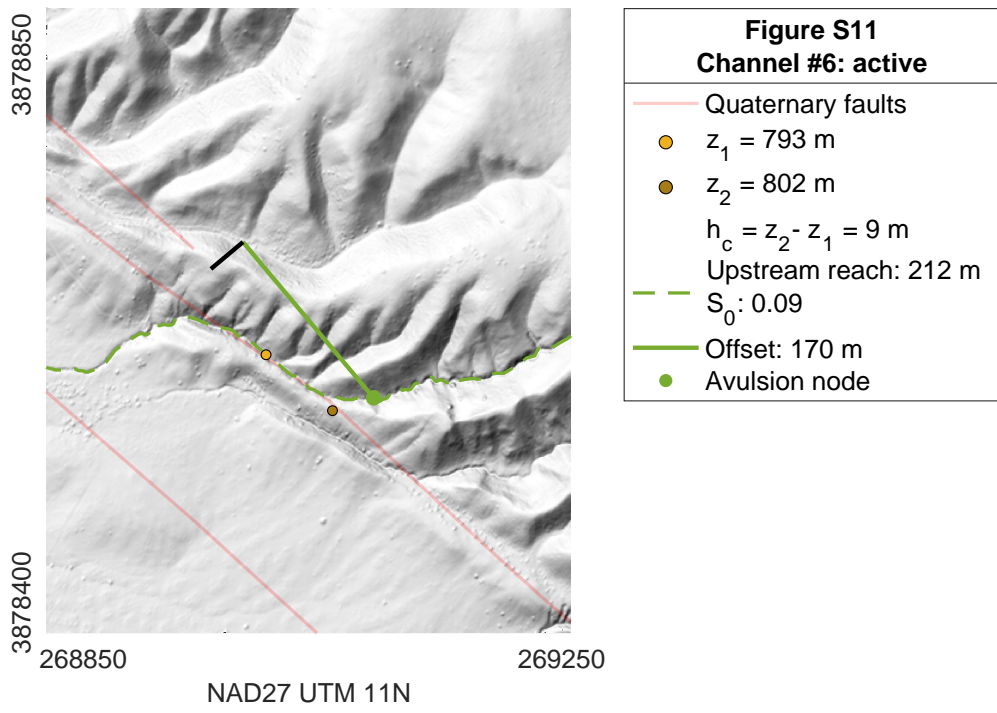 3878850
3878400
268850
269250
NAD27 UTM 11N
Figure S11
Channel #6: active
Quaternary faults
z₁ = 793 m
z₂ = 802 m
h_c = z₂- z₁ = 9 m
Upstream reach: 212 m
S₀: 0.09
Offset: 170 m
Avulsion node